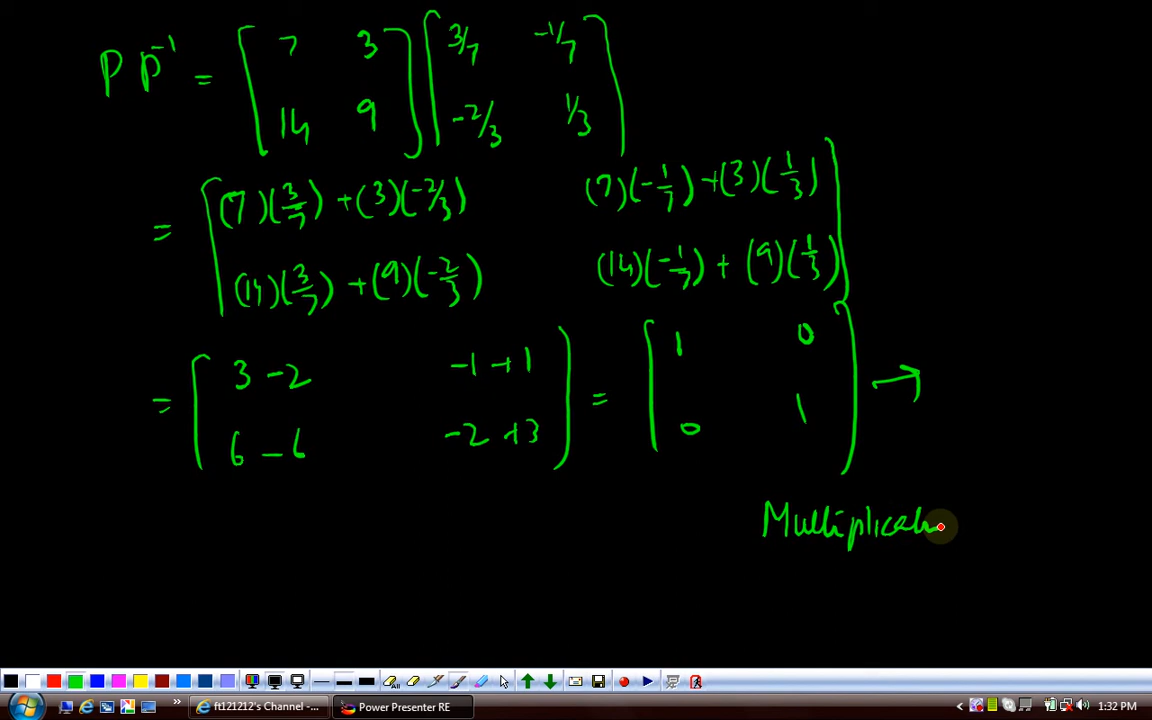 P P⁻¹ = [ 7 3 14 9 ] [ 3/7 -1/7 -2/3 1/3 ]
= [ (7)(3/7) + (3)(-2/3) (7)(-1/7) + (3)(1/3)
(14)(3/7) + (9)(-2/3) (14)(-1/7) + (9)(1/3) ]
= [ 3 - 2 -1 + 1
6 - 6 -2 + 3 ] = [ 1 0 0 1 ] →
Multiplicati
ft121212's Channel -...
Power Presenter RE
1:32 PM